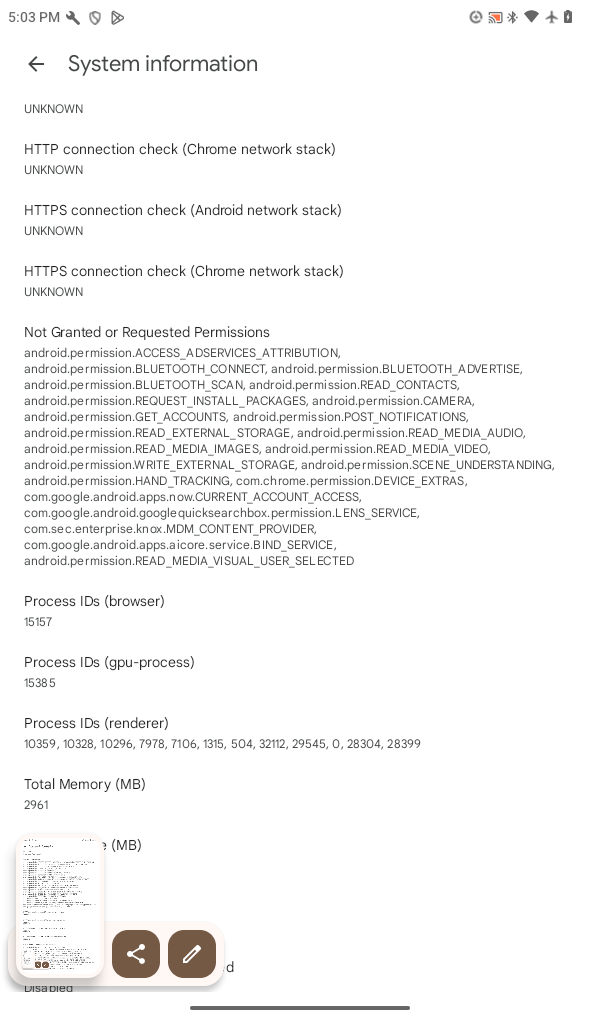 5:03 PM
System information
UNKNOWN
HTTP connection check (Chrome network stack)
UNKNOWN
HTTPS connection check (Android network stack)
UNKNOWN
HTTPS connection check (Chrome network stack)
UNKNOWN
Not Granted or Requested Permissions
android.permission.ACCESS_ADSERVICES_ATTRIBUTION,
android.permission.BLUETOOTH_CONNECT, android.permission.BLUETOOTH_ADVERTISE,
android.permission.BLUETOOTH_SCAN, android.permission.READ_CONTACTS,
android.permission.REQUEST_INSTALL_PACKAGES, android.permission.CAMERA,
android.permission.GET_ACCOUNTS, android.permission.POST_NOTIFICATIONS,
android.permission.READ_EXTERNAL_STORAGE, android.permission.READ_MEDIA_AUDIO,
android.permission.READ_MEDIA_IMAGES, android.permission.READ_MEDIA_VIDEO,
android.permission.WRITE_EXTERNAL_STORAGE, android.permission.SCENE_UNDERSTANDING,
android.permission.HAND_TRACKING, com.chrome.permission.DEVICE_EXTRAS,
com.google.android.apps.now.CURRENT_ACCOUNT_ACCESS,
com.google.android.googlequicksearchbox.permission.LENS_SERVICE,
com.sec.enterprise.knox.MDM_CONTENT_PROVIDER,
com.google.android.apps.aicore.service.BIND_SERVICE,
android.permission.READ_MEDIA_VISUAL_USER_SELECTED
Process IDs (browser)
15157
Process IDs (gpu-process)
15385
Process IDs (renderer)
10359, 10328, 10296, 7978, 7106, 1315, 504, 32112, 29545, 0, 28304, 28399
Total Memory (MB)
2961
(MB)
Disabled